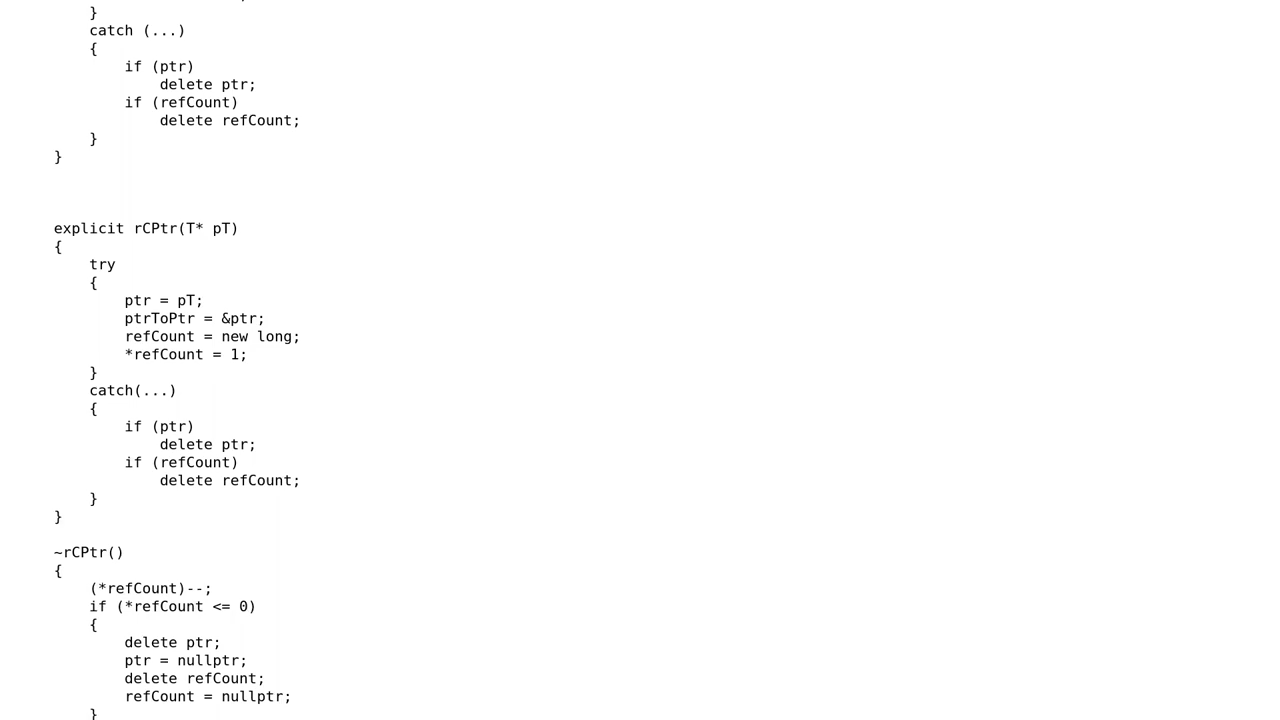 }
catch (...)
{
if (ptr)
delete ptr;
if (refCount)
delete refCount;
}
}
explicit rCPtr(T* pT)
{
try
{
ptr = pT;
ptrToPtr = &ptr;
refCount = new long;
*refCount = 1;
}
catch(...)
{
if (ptr)
delete ptr;
if (refCount)
delete refCount;
}
}
~rCPtr()
{
(*refCount)--;
if (*refCount <= 0)
{
delete ptr;
ptr = nullptr;
delete refCount;
refCount = nullptr;
}